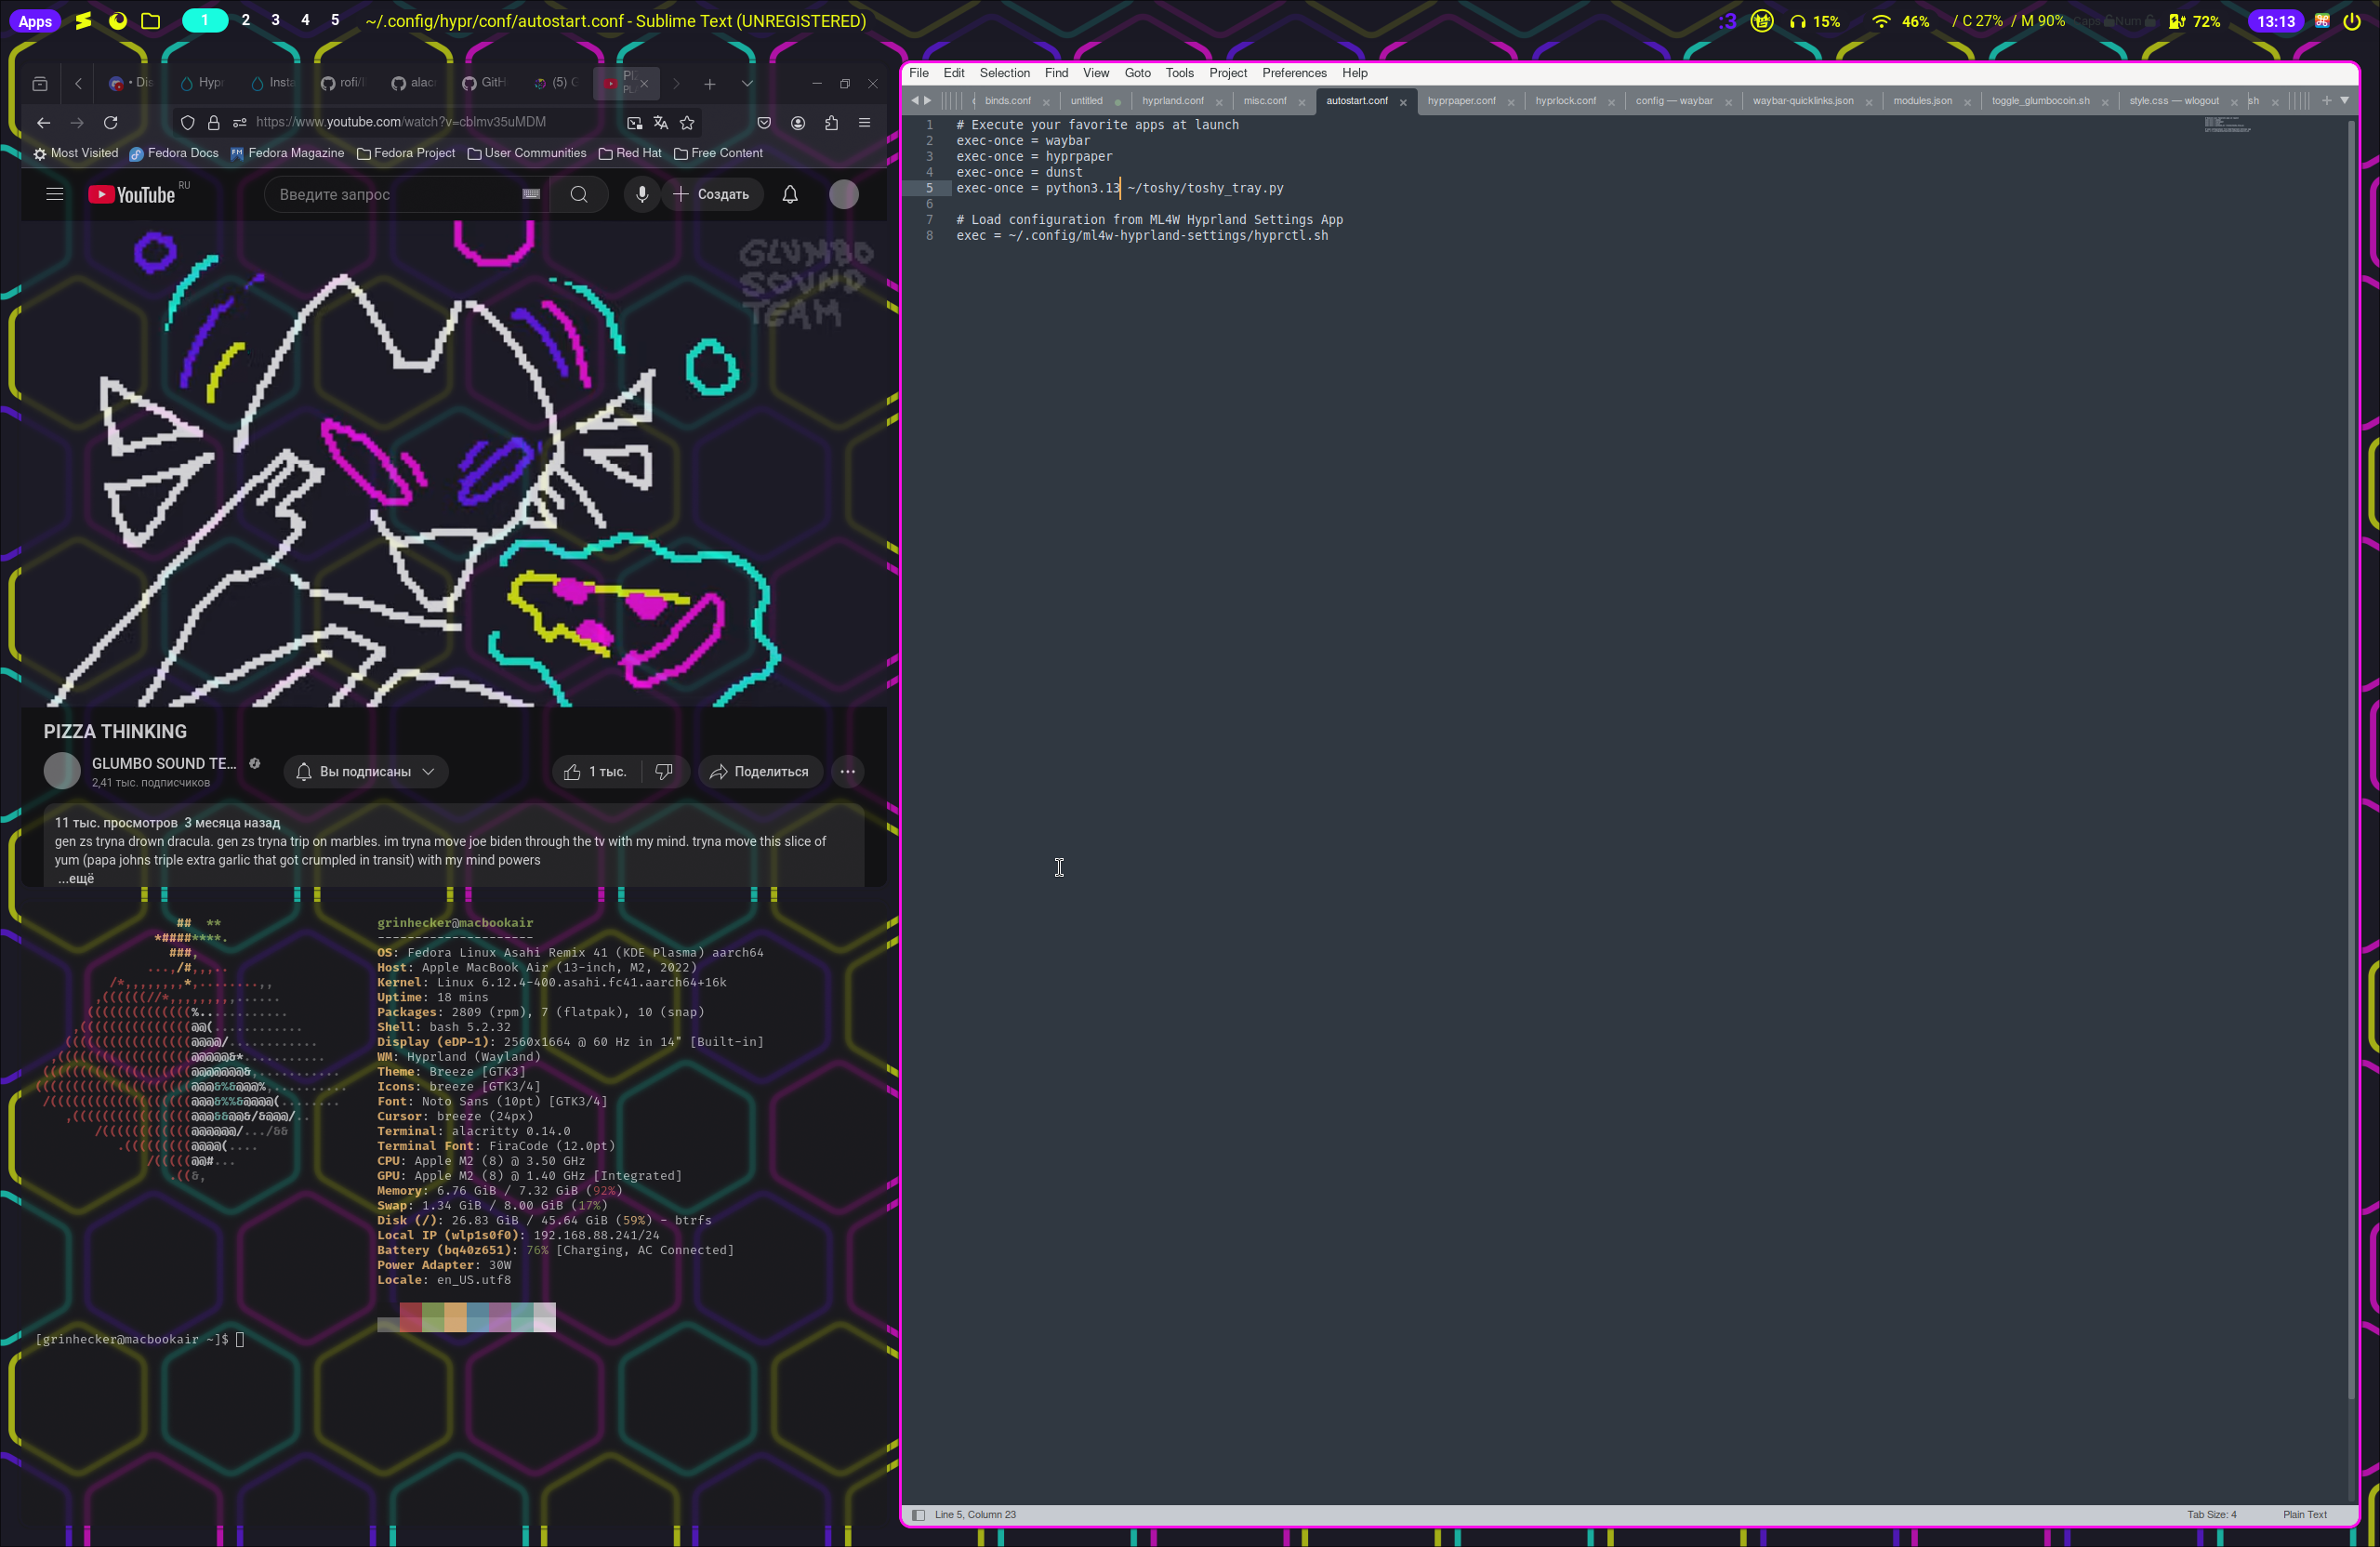 Apps 1 2 3 4 5 ~/.config/hypr/conf/autostart.conf - Sublime Text (UNREGISTERED) :3 15% 46% / C 27% / M 90% Caps Num 72% 13:13
Hypr Insta rofi/ alac GitH (5)
https://www.youtube.com/watch?v=cblmv35uMDM
Most Visited Fedora Docs Fedora Magazine Fedora Project User Communities Red Hat Free Content
YouTube RU Введите запрос Создать
GLUMBO
SOUND
TEAM
PIZZA THINKING
GLUMBO SOUND TE...
2,41 тыс. подписчиков
Вы подписаны 1 тыс. Поделиться
11 тыс. просмотров 3 месяца назад
gen zs tryna drown dracula. gen zs tryna trip on marbles. im tryna move joe biden through the tv with my mind. tryna move this slice of
yum (papa johns triple extra garlic that got crumpled in transit) with my mind powers
...ещё
grinhecker@macbookair
---------------------
OS: Fedora Linux Asahi Remix 41 (KDE Plasma) aarch64
Host: Apple MacBook Air (13-inch, M2, 2022)
Kernel: Linux 6.12.4-400.asahi.fc41.aarch64+16k
Uptime: 18 mins
Packages: 2809 (rpm), 7 (flatpak), 10 (snap)
Shell: bash 5.2.32
Display (eDP-1): 2560x1664 @ 60 Hz in 14" [Built-in]
WM: Hyprland (Wayland)
Theme: Breeze [GTK3]
Icons: breeze [GTK3/4]
Font: Noto Sans (10pt) [GTK3/4]
Cursor: breeze (24px)
Terminal: alacritty 0.14.0
Terminal Font: FiraCode (12.0pt)
CPU: Apple M2 (8) @ 3.50 GHz
GPU: Apple M2 (8) @ 1.40 GHz [Integrated]
Memory: 6.76 GiB / 7.32 GiB (92%)
Swap: 1.34 GiB / 8.00 GiB (17%)
Disk (/): 26.83 GiB / 45.64 GiB (59%) - btrfs
Local IP (wlp1s0f0): 192.168.88.241/24
Battery (bq40z651): 76% [Charging, AC Connected]
Power Adapter: 30W
Locale: en_US.utf8
[grinhecker@macbookair ~]$
File Edit Selection Find View Goto Tools Project Preferences Help
binds.conf untitled hyprland.conf misc.conf autostart.conf hyprpaper.conf hyprlock.conf config — waybar waybar-quicklinks.json modules.json toggle_glumbocoin.sh style.css — wlogout sh
1 # Execute your favorite apps at launch
2 exec-once = waybar
3 exec-once = hyprpaper
4 exec-once = dunst
5 exec-once = python3.13 ~/toshy/toshy_tray.py
6
7 # Load configuration from ML4W Hyprland Settings App
8 exec = ~/.config/ml4w-hyprland-settings/hyprctl.sh
Line 5, Column 23 Tab Size: 4 Plain Text